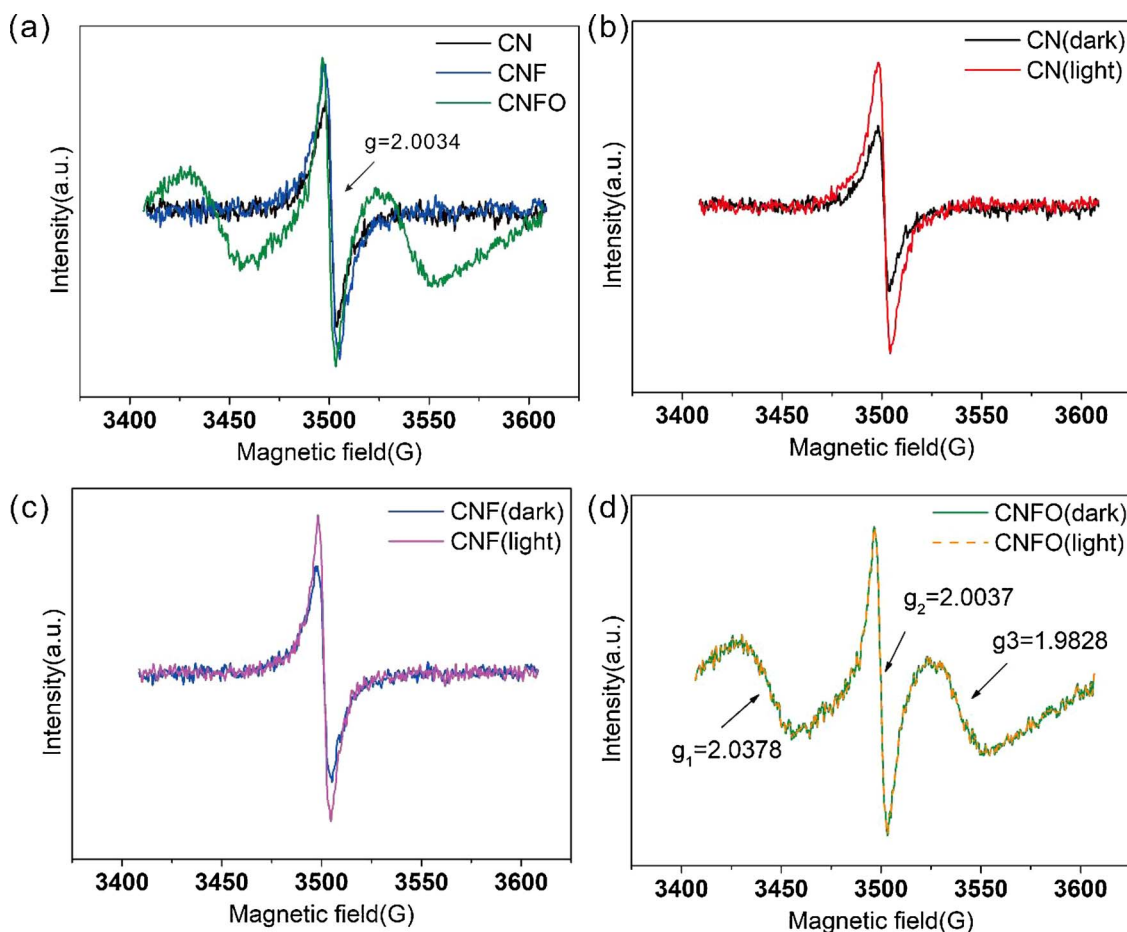 (a)
CN
CNF
CNFO
g=2.0034
Intensity(a.u.)
3400 3450 3500 3550 3600
Magnetic field(G)
(b)
CN(dark)
CN(light)
Intensity(a.u.)
3400 3450 3500 3550 3600
Magnetic field(G)
(c)
CNF(dark)
CNF(light)
Intensity(a.u.)
3400 3450 3500 3550 3600
Magnetic field(G)
(d)
CNFO(dark)
CNFO(light)
g₂=2.0037
g3=1.9828
g₁=2.0378
Intensity(a.u.)
3400 3450 3500 3550 3600
Magnetic field(G)